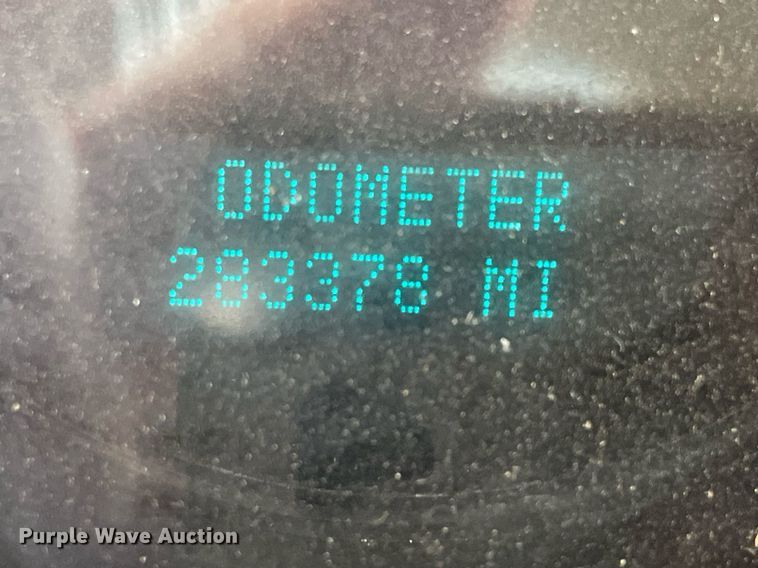 ODOMETER
283378 MI
Purple Wave Auction